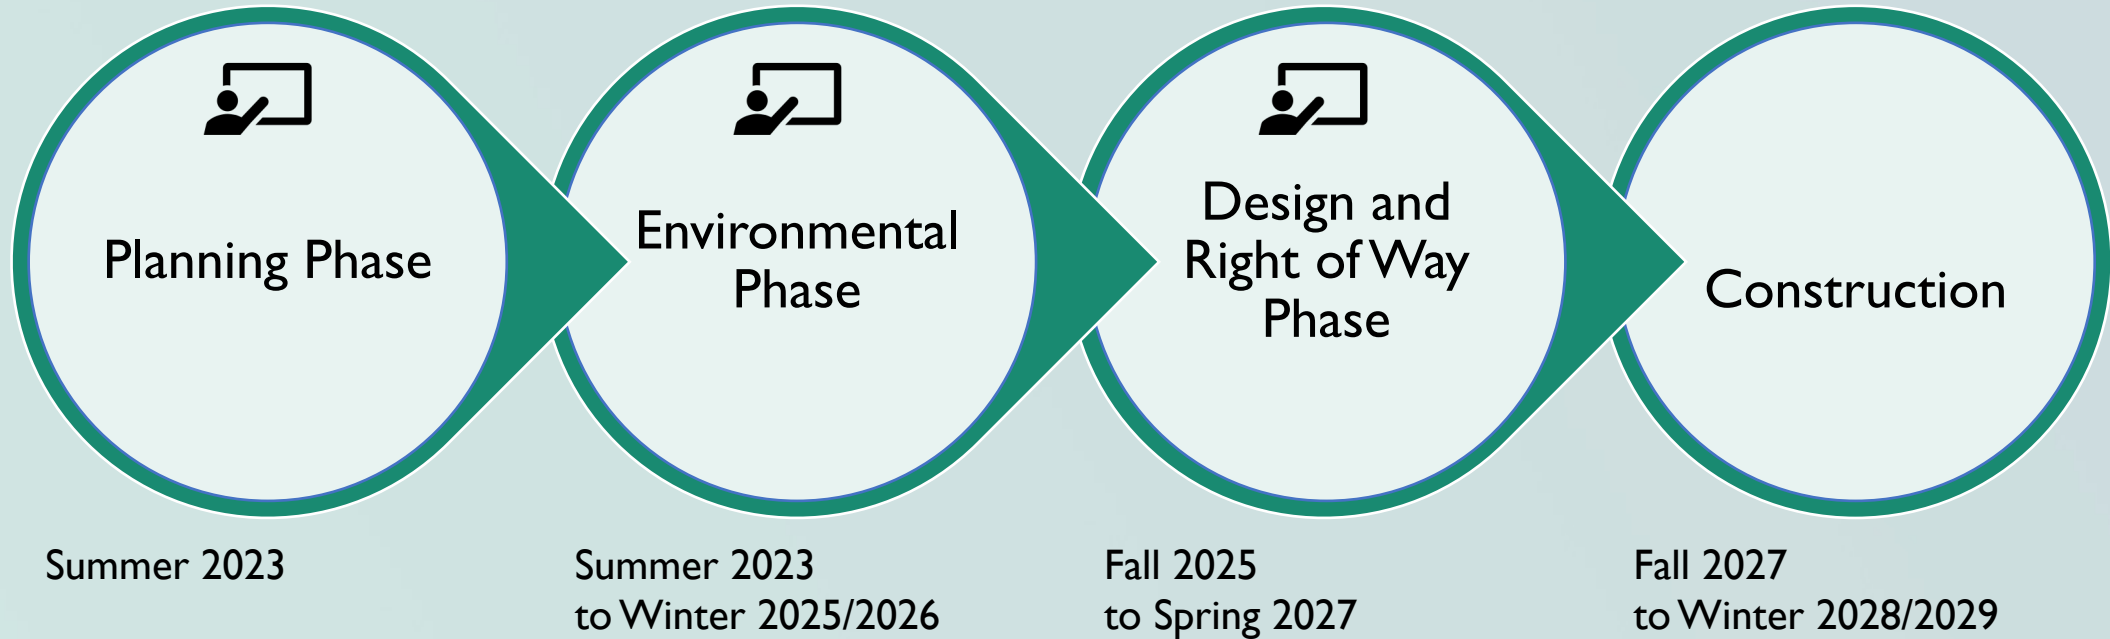 Planning Phase
Environmental
Phase
Design and
Right of Way
Phase
Construction
Summer 2023
Summer 2023
to Winter 2025/2026
Fall 2025
to Spring 2027
Fall 2027
to Winter 2028/2029